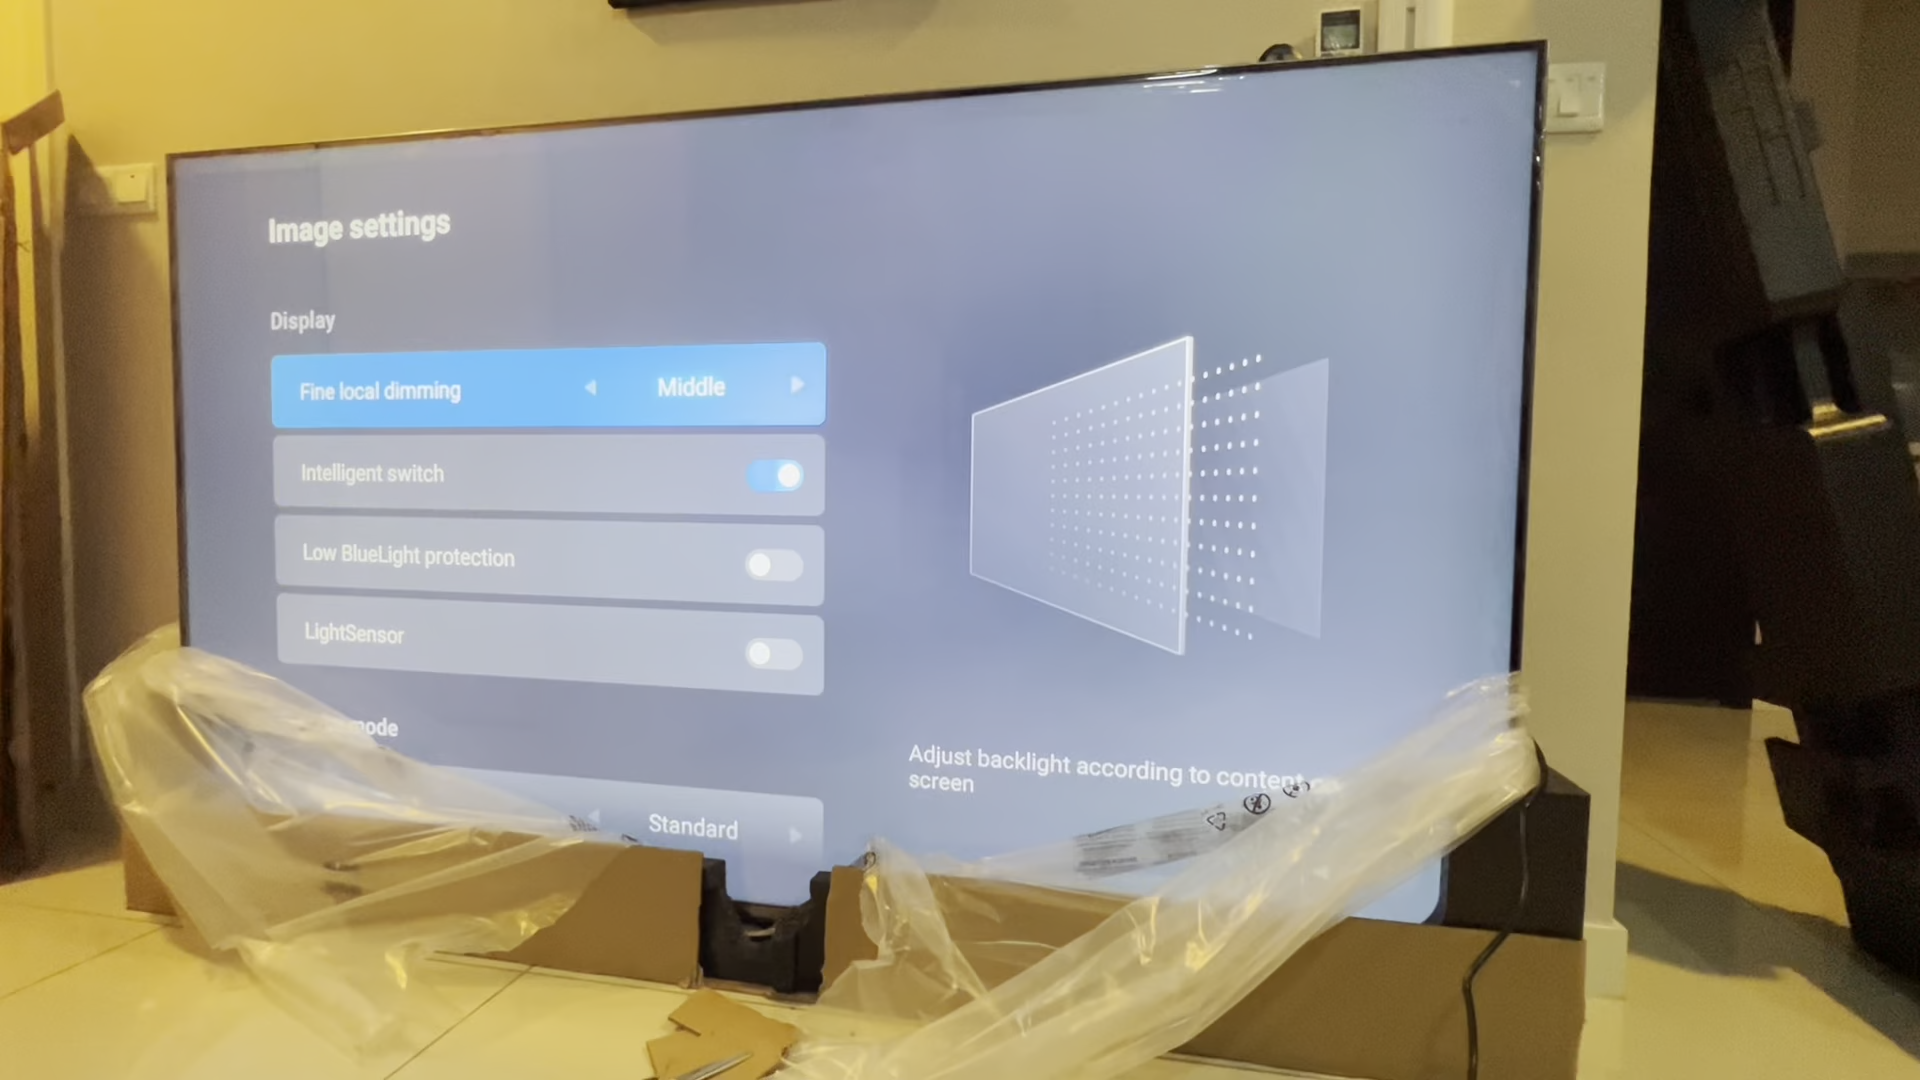 Image settings
Display
Fine local dimming
Middle
Intelligent switch
Low BlueLight protection
LightSensor
Standard
Adjust backlight according to content
screen